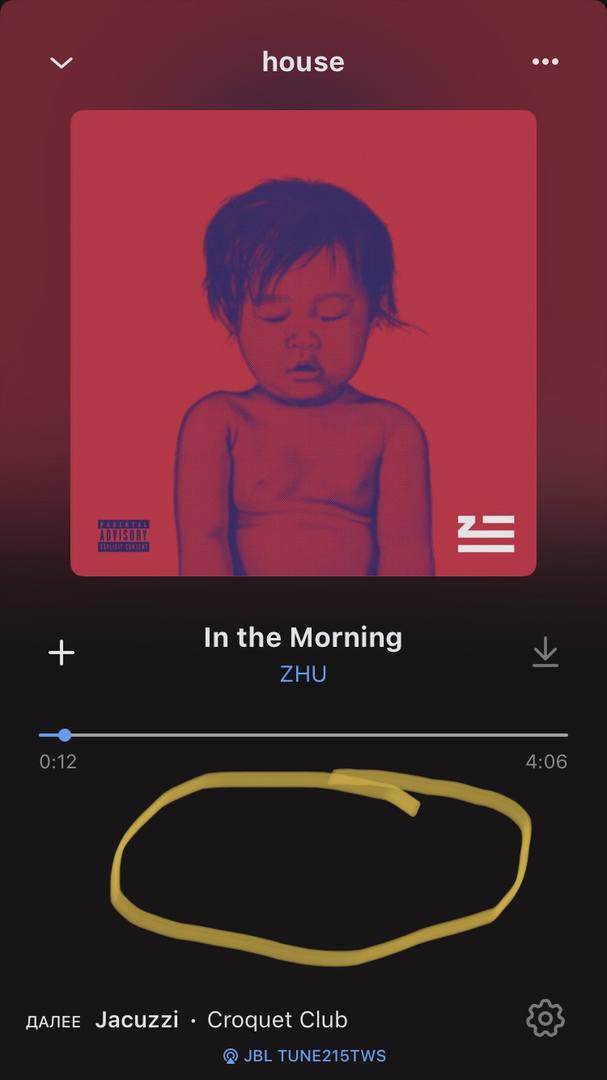 house
PARENTAL
ADVISORY
EXPLICIT CONTENT
In the Morning
ZHU
0:12 4:06
ДАЛЕЕ Jacuzzi · Croquet Club
JBL TUNE215TWS